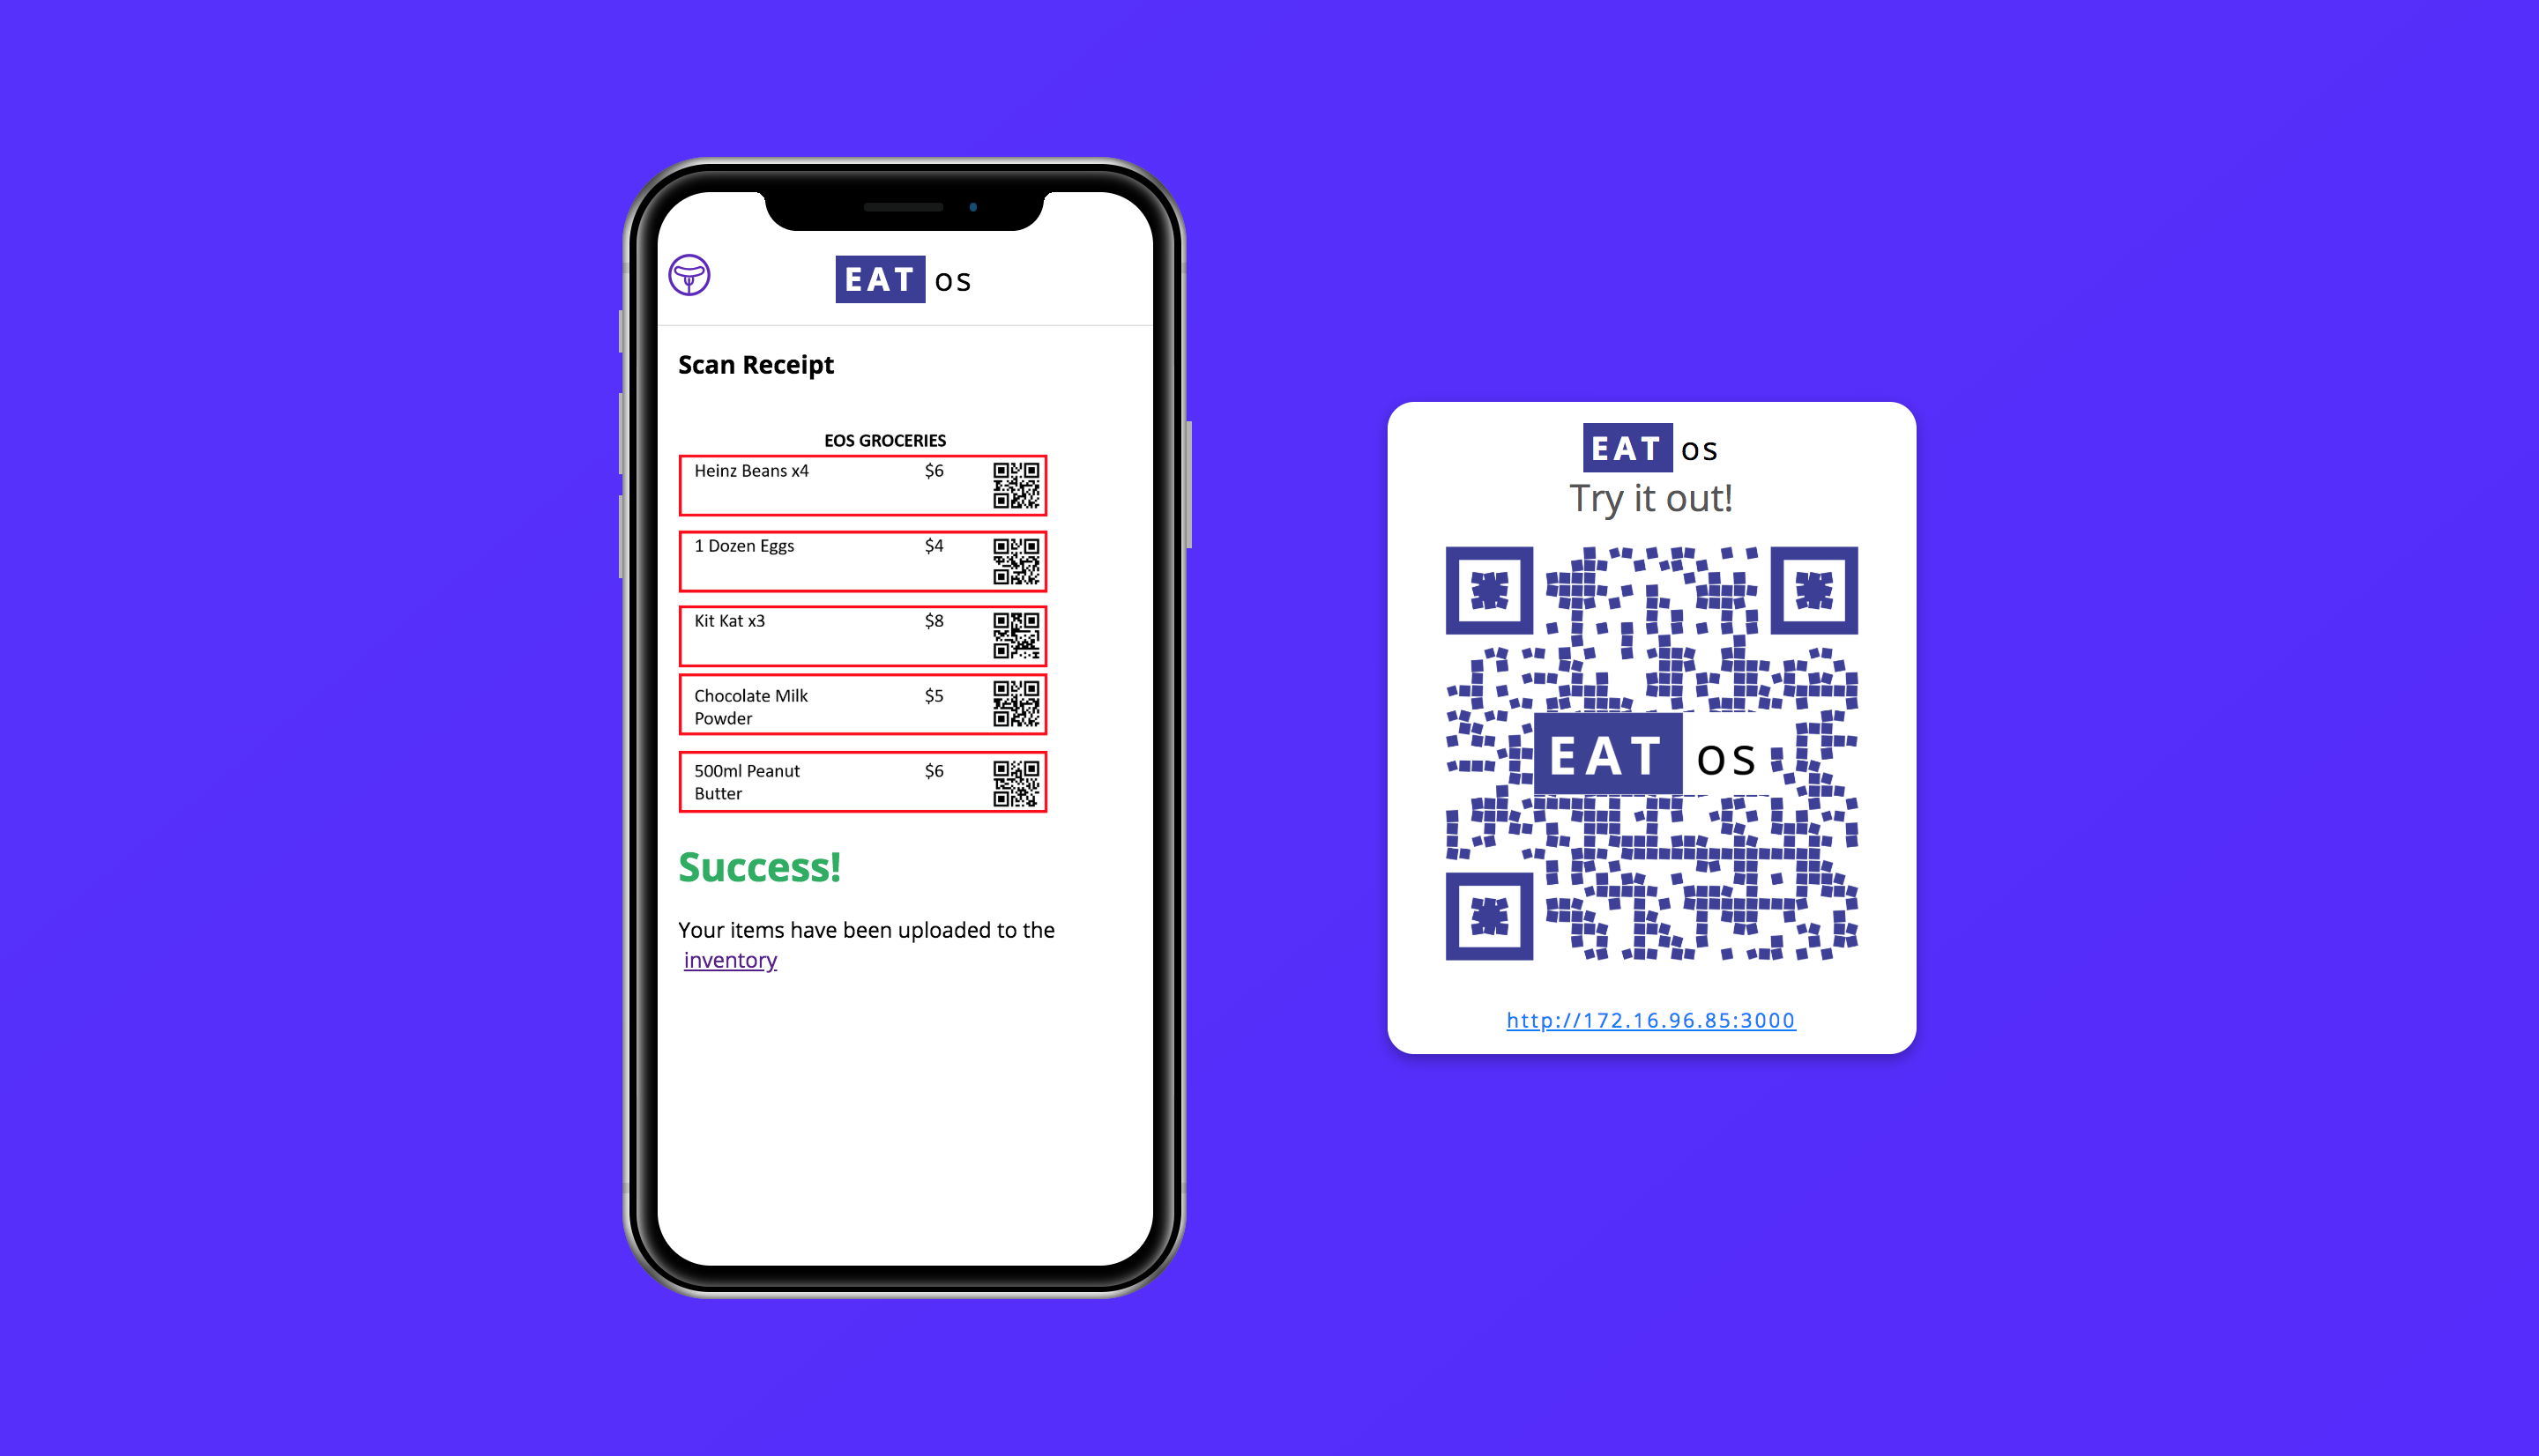 EAT os
Scan Receipt
EOS GROCERIES
Heinz Beans x4 $6
1 Dozen Eggs $4
Kit Kat x3 $8
Chocolate Milk $5
Powder
500ml Peanut $6
Butter
Success!
Your items have been uploaded to the
inventory
EAT os
Try it out!
EAT os
http://172.16.96.85:3000